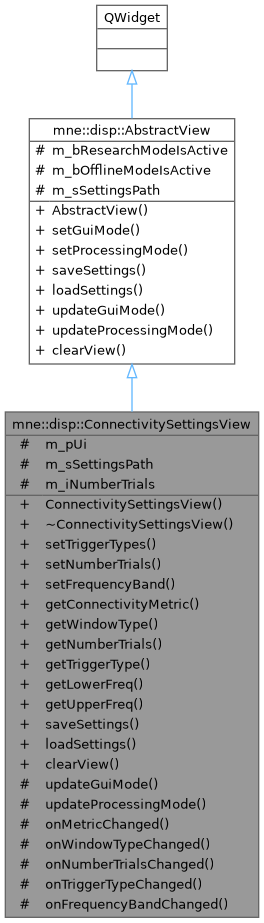 QWidget
mne::disp::AbstractView
# m_bResearchModeIsActive
# m_bOfflineModeIsActive
# m_sSettingsPath
+ AbstractView()
+ setGuiMode()
+ setProcessingMode()
+ saveSettings()
+ loadSettings()
+ updateGuiMode()
+ updateProcessingMode()
+ clearView()
mne::disp::ConnectivitySettingsView
# m_pUi
# m_sSettingsPath
# m_iNumberTrials
+ ConnectivitySettingsView()
+ ~ConnectivitySettingsView()
+ setTriggerTypes()
+ setNumberTrials()
+ setFrequencyBand()
+ getConnectivityMetric()
+ getWindowType()
+ getNumberTrials()
+ getTriggerType()
+ getLowerFreq()
+ getUpperFreq()
+ saveSettings()
+ loadSettings()
+ clearView()
# updateGuiMode()
# updateProcessingMode()
# onMetricChanged()
# onWindowTypeChanged()
# onNumberTrialsChanged()
# onTriggerTypeChanged()
# onFrequencyBandChanged()